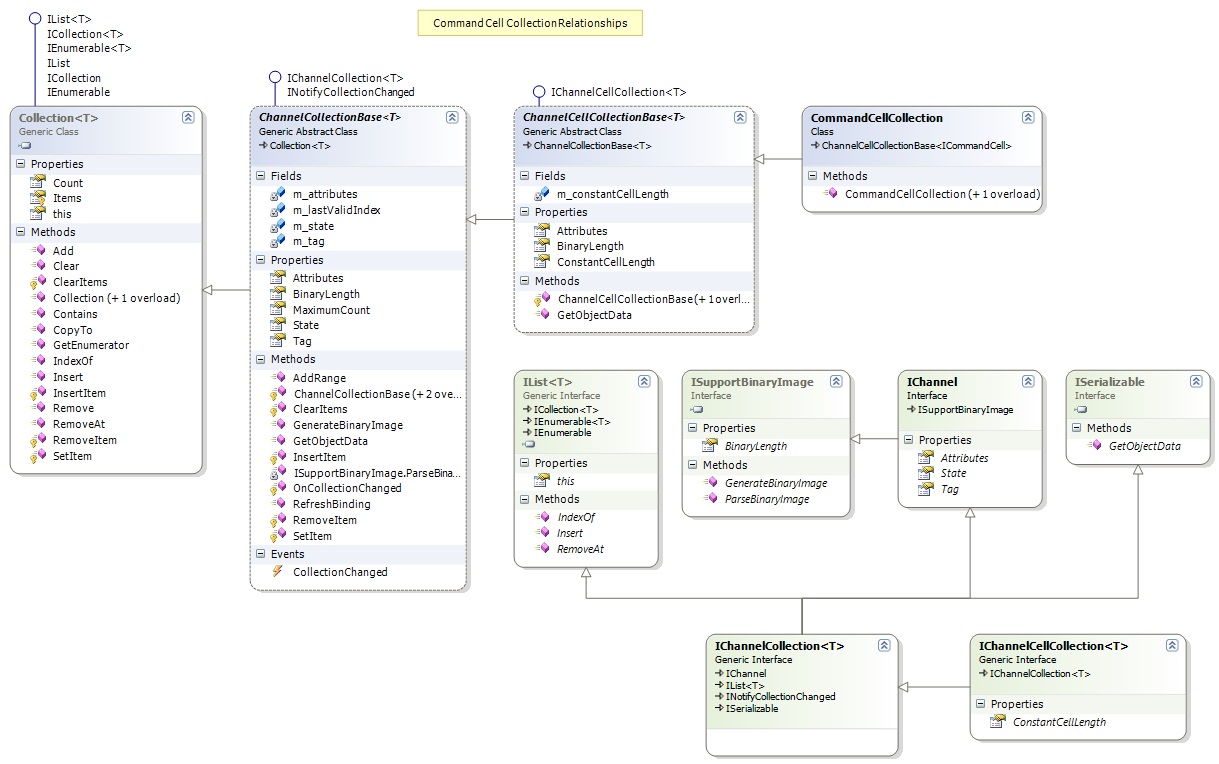 Command Cell Collection Relationships
IList<T>
ICollection<T>
IEnumerable<T>
IList
ICollection
IEnumerable
Collection<T>
Generic Class
Properties
Count
Items
this
Methods
Add
Clear
ClearItems
Collection (+ 1 overload)
Contains
CopyTo
GetEnumerator
IndexOf
Insert
InsertItem
Remove
RemoveAt
RemoveItem
SetItem
IChannelCollection<T>
INotifyCollectionChanged
ChannelCollectionBase<T>
Generic Abstract Class
Collection<T>
Fields
m_attributes
m_lastValidIndex
m_state
m_tag
Properties
Attributes
BinaryLength
MaximumCount
State
Tag
Methods
AddRange
ChannelCollectionBase (+ 2 ove...
ClearItems
GenerateBinaryImage
GetObjectData
InsertItem
ISupportBinaryImage.ParseBina...
OnCollectionChanged
RefreshBinding
RemoveItem
SetItem
Events
CollectionChanged
IChannelCellCollection<T>
ChannelCellCollectionBase<T>
Generic Abstract Class
ChannelCollectionBase<T>
Fields
m_constantCellLength
Properties
Attributes
BinaryLength
ConstantCellLength
Methods
ChannelCellCollectionBase (+ 1 overl...
GetObjectData
CommandCellCollection
Class
ChannelCellCollectionBase<ICommandCell>
Methods
CommandCellCollection (+ 1 overload)
IList<T>
Generic Interface
ICollection<T>
IEnumerable<T>
IEnumerable
Properties
this
Methods
IndexOf
Insert
RemoveAt
ISupportBinaryImage
Interface
Properties
BinaryLength
Methods
GenerateBinaryImage
ParseBinaryImage
IChannel
Interface
ISupportBinaryImage
Properties
Attributes
State
Tag
ISerializable
Interface
Methods
GetObjectData
IChannelCollection<T>
Generic Interface
IChannel
IList<T>
INotifyCollectionChanged
ISerializable
IChannelCellCollection<T>
Generic Interface
IChannelCollection<T>
Properties
ConstantCellLength